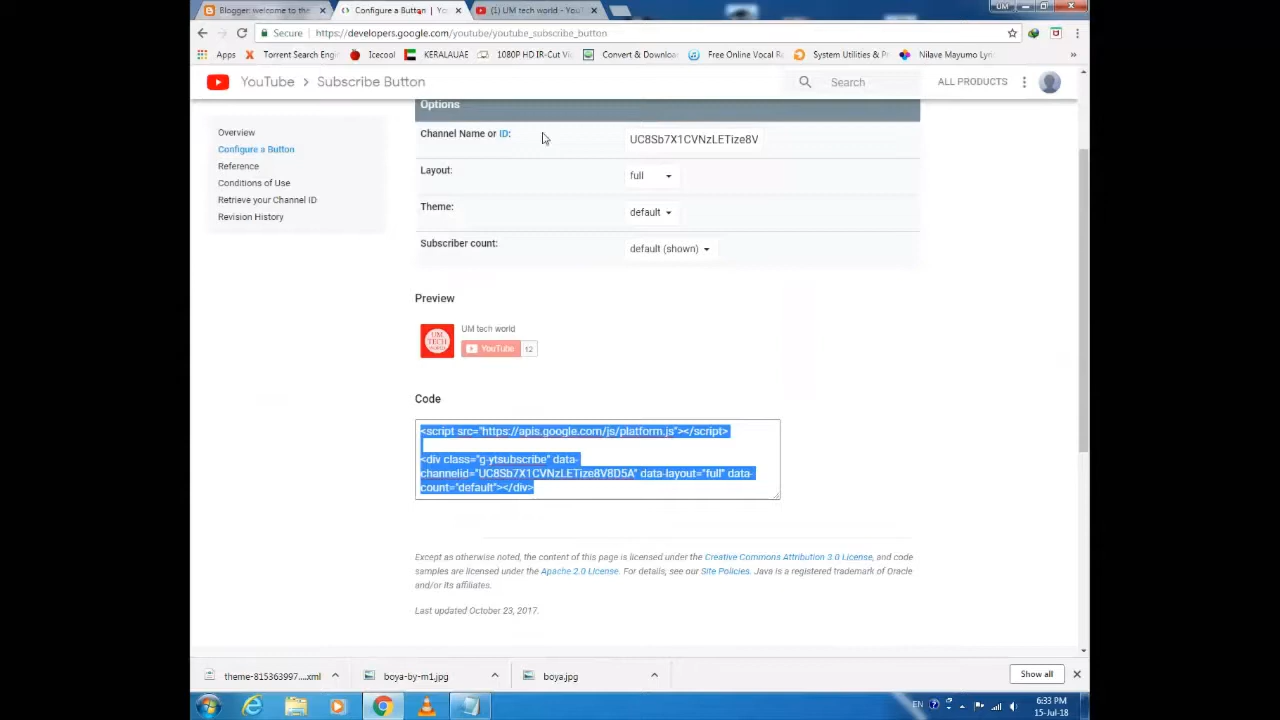 Blogger: welcome to the
Configure a Button | Yo
(1) UM tech world - YouT
UM
Secure
https://developers.google.com/youtube/youtube_subscribe_button
Apps
Torrent Search Engi
Icecool
KERALAUAE
1080P HD IR-Cut Vi
Convert & Download
Free Online Vocal Re
System Utilities & Pr
Nilave Mayumo Lyri
»
YouTube > Subscribe Button
Search
ALL PRODUCTS
Overview
Configure a Button
Reference
Conditions of Use
Retrieve your Channel ID
Revision History
Options
Channel Name or ID:
UC8Sb7X1CVNzLETize8V
Layout:
full
Theme:
default
Subscriber count:
default (shown)
Preview
UM TECH
UM tech world
YouTube
12
Code
<script src="https://apis.google.com/js/platform.js"></script>
<div class="g-ytsubscribe" data-
channelid="UC8Sb7X1CVNzLETize8V8D5A" data-layout="full" data-
count="default"></div>
Except as otherwise noted, the content of this page is licensed under the Creative Commons Attribution 3.0 License, and code
samples are licensed under the Apache 2.0 License. For details, see our Site Policies. Java is a registered trademark of Oracle
and/or its affiliates.
Last updated October 23, 2017.
theme-815363997....xml
boya-by-m1.jpg
boya.jpg
Show all
EN
6:33 PM
15-Jul-18